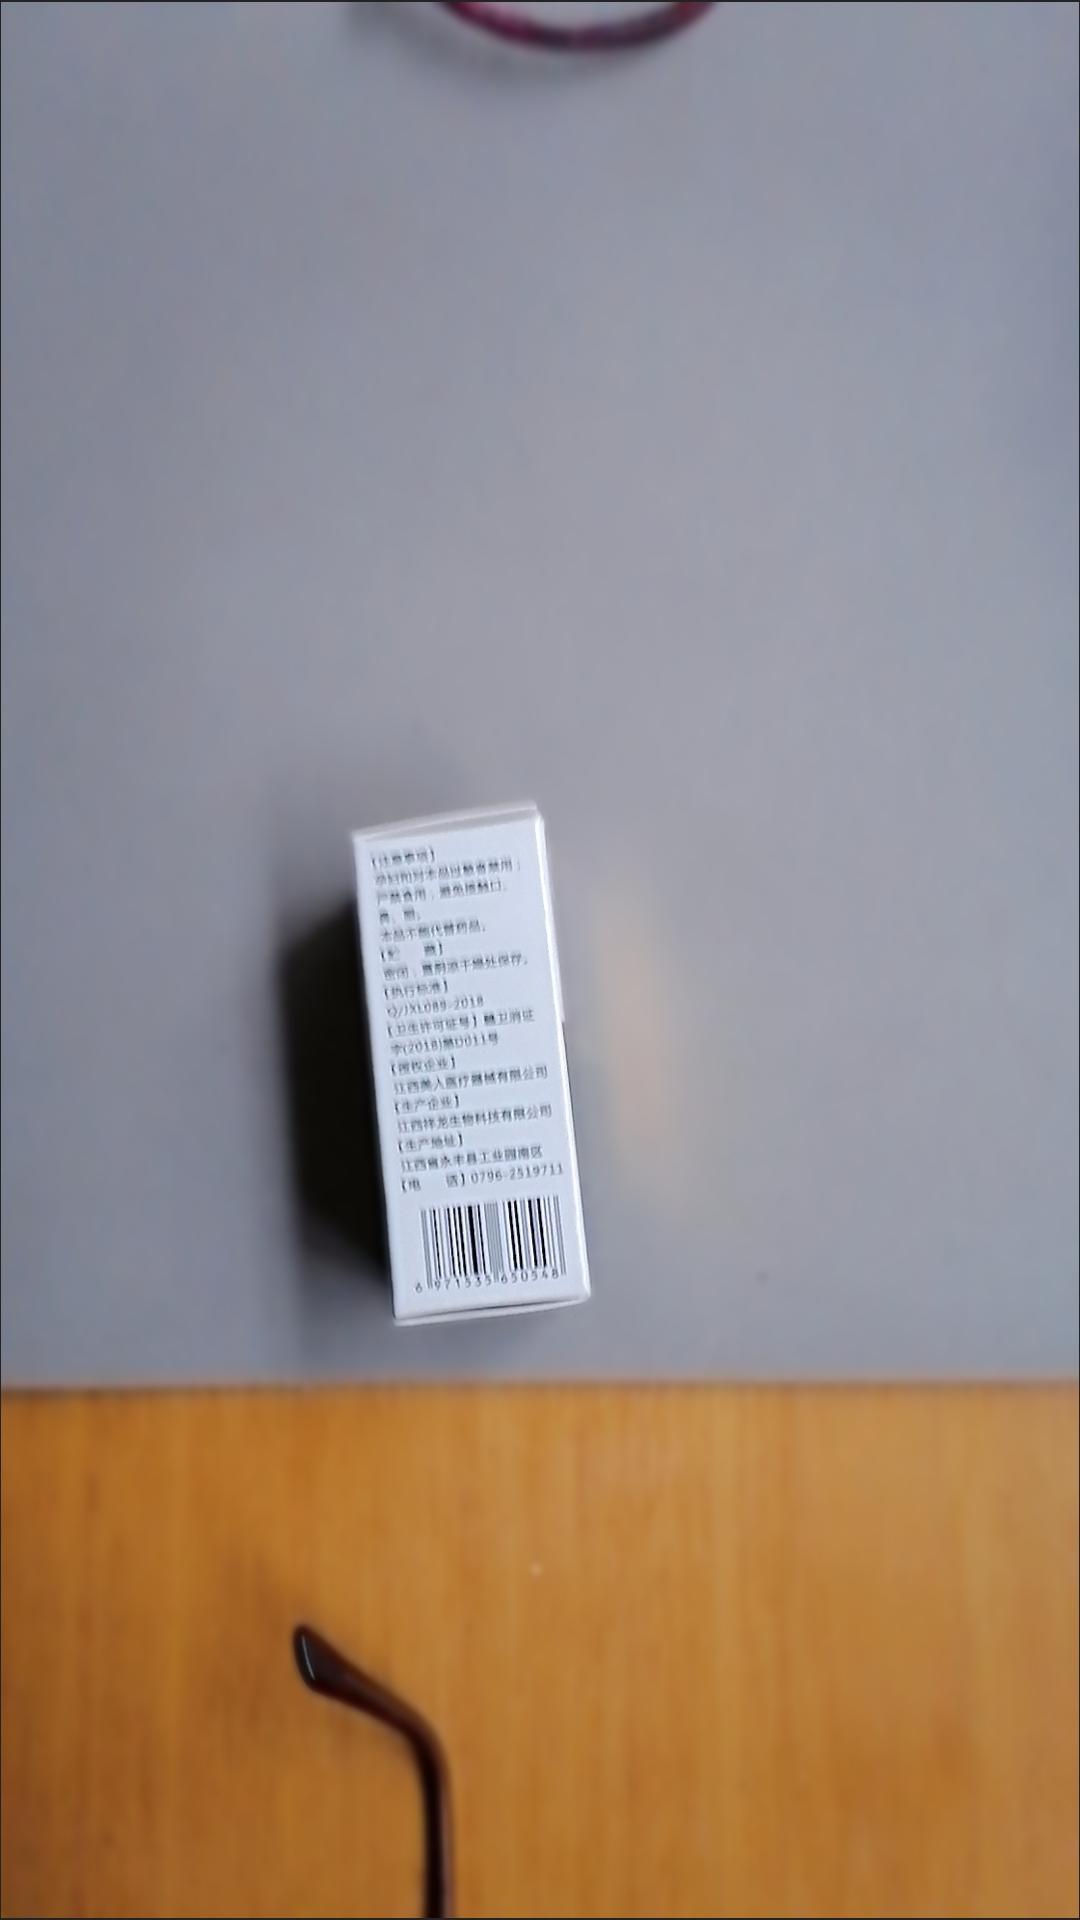 【注意事项】
孕妇和对本品过敏者禁用；
严禁食用，避免接触口、
鼻、眼。
本品不能代替药品。
【贮 藏】
密闭，置阴凉干燥处保存。
【执行标准】
Q/JXL089-2018
【卫生许可证号】赣卫消证
字(2018)第D011号
【授权企业】
江西美人医疗器械有限公司
【生产企业】
江西祥龙生物科技有限公司
【生产地址】
江西省永丰县工业园南区
【电 话】0796-2519711
6 971535 650548